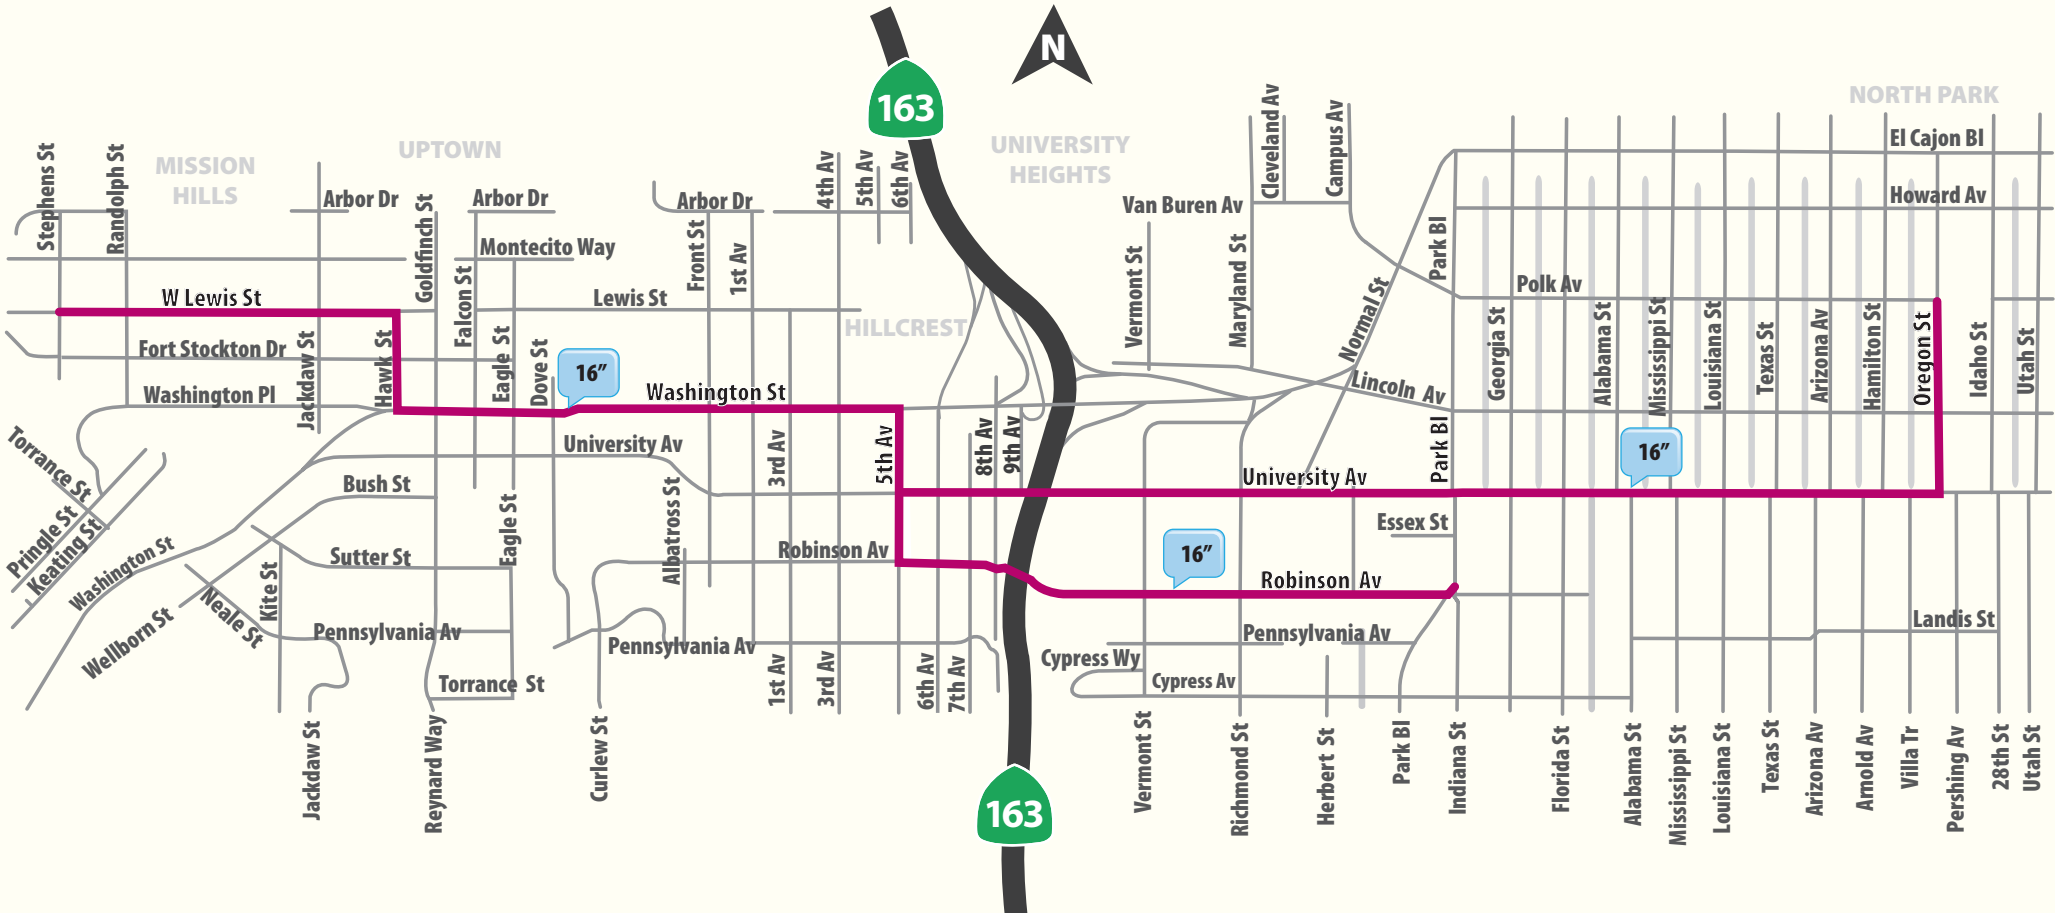 163
N
NORTH PARK
El Cajon Bl
UNIVERSITY
HEIGHTS
UPTOWN
MISSION
HILLS
Stephens St
Randolph St
Arbor Dr
Goldfinch St
Arbor Dr
Arbor Dr
4th Av
5th Av
6th Av
Cleveland Av
Campus Av
Van Buren Av
Howard Av
Montecito Way
Falcon St
Front St
1st Av
Vermont St
Maryland St
Park Bl
Normal St
Polk Av
W Lewis St
Lewis St
HILLCREST
Georgia St
Alabama St
Mississippi St
Louisiana St
Texas St
Arizona Av
Hamilton St
Oregon St
Idaho St
Utah St
Fort Stockton Dr
Jackdaw St
Hawk St
Eagle St
Dove St
16”
Washington Pl
Washington St
Lincoln Av
Torrance St
University Av
3rd Av
5th Av
8th Av
9th Av
Park Bl
16”
University Av
Bush St
Albatross St
Pringle St
Keating St
Washington St
Eagle St
Essex St
Sutter St
Robinson Av
16”
Robinson Av
Kite St
Neale St
Wellborn St
Pennsylvania Av
Pennsylvania Av
Pennsylvania Av
Landis St
Cypress Wy
Cypress Av
Torrance St
1st Av
3rd Av
6th Av
7th Av
Jackdaw St
Reynard Way
Curlew St
Vermont St
Richmond St
Herbert St
Park Bl
Indiana St
Florida St
Alabama St
Mississippi St
Louisiana St
Texas St
Arizona Av
Arnold Av
Villa Tr
Pershing Av
28th St
Utah St
163